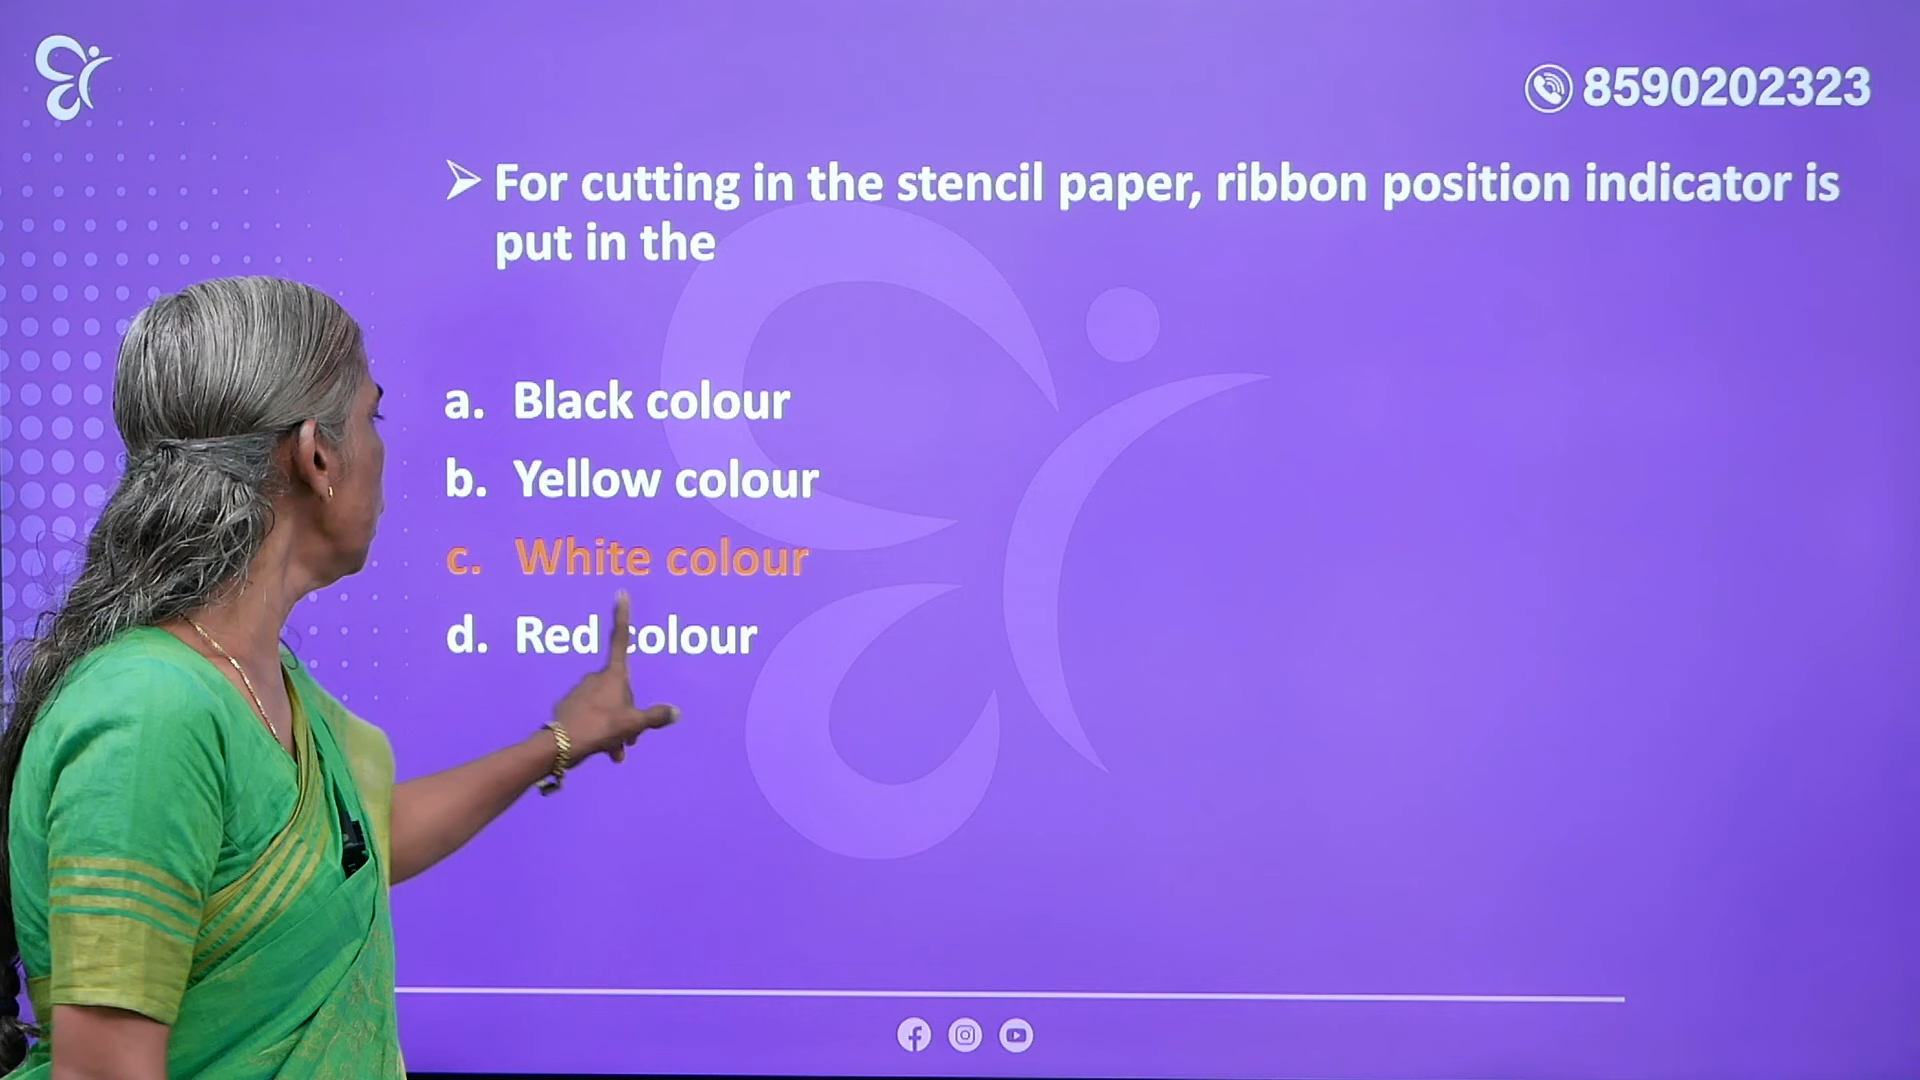 8590202323
➢ For cutting in the stencil paper, ribbon position indicator is
put in the
a. Black colour
b. Yellow colour
c. White colour
d. Red colour